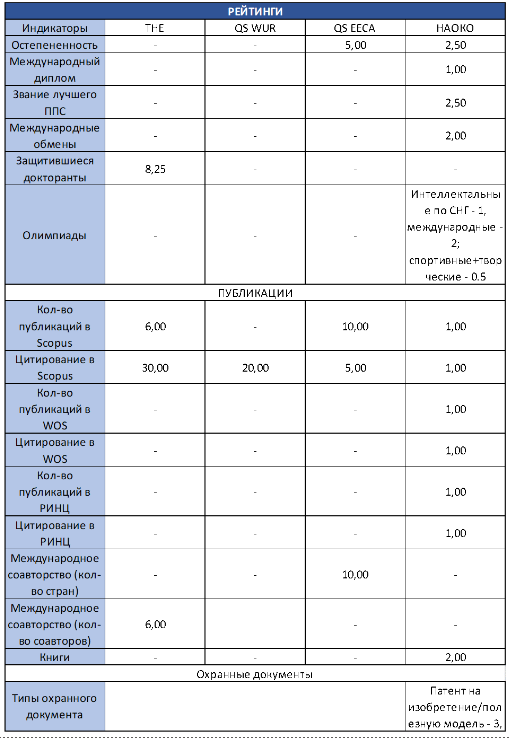 РЕЙТИНГИ
Индикаторы THE QS WUR QS EECA НАОКО
Остепененность - - 5,00 2,50
Международный
диплом - - - 1,00
Звание лучшего
ППС - - - 2,50
Международные
обмены - - - 2,00
Защитившиеся
докторанты 8,25 - - -
Олимпиады - - - Интеллектальны
е по СНГ - 1,
международные -
2;
спортивные+твор
ческие - 0.5
ПУБЛИКАЦИИ
Кол-во
публикаций в
Scopus 6,00 - 10,00 1,00
Цитирование в
Scopus 30,00 20,00 5,00 1,00
Кол-во
публикаций в
WOS - - - 1,00
Цитирование в
WOS - - - 1,00
Кол-во
публикаций в
РИНЦ - - - 1,00
Цитирование в
РИНЦ - - - 1,00
Международное
соавторство (кол-
во стран) - - 10,00 -
Международное
соавторство (кол-
во соавторов) 6,00 - - -
Книги - - - 2,00
Охранные документы
Типы охранного
документа
Патент на
изобретение/пол
езную модель - 3,